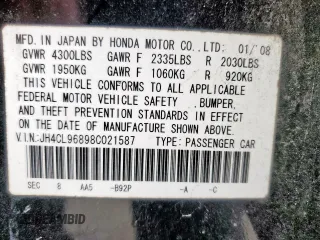 MFD. IN JAPAN BY HONDA MOTOR CO., LTD. 01/'08
GVWR 4300LBS GAWR F 2335LBS R 2030LBS
GVWR 1950KG GAWR F 1060KG R 920KG
THIS VEHICLE CONFORMS TO ALL APPLICABLE
FEDERAL MOTOR VEHICLE SAFETY, BUMPER,
AND THEFT PREVENTION STANDARDS IN EFFECT
ON THE DATE OF MANUFACTURE SHOWN ABOVE.
V.I.N.:JH4CL96898C021587 TYPE: PASSENGER CAR
SEC 8 AA5 -B92P -A -C
AUTOBIDMASTER